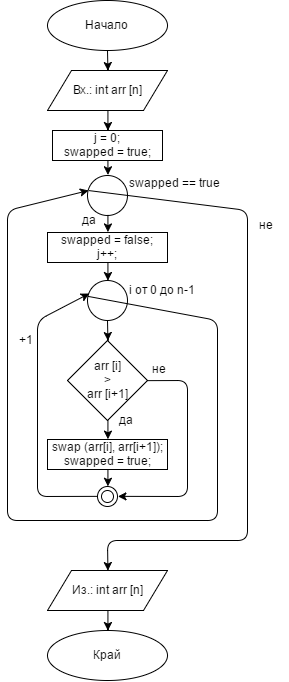 Начало
Вх.: int arr [n]
j = 0;
swapped = true;
swapped == true
да
не
swapped = false;
j++;
i от 0 до n-1
+1
arr [i]
>
arr [i+1]
не
да
swap (arr[i], arr[i+1]);
swapped = true;
Из.: int arr [n]
Край